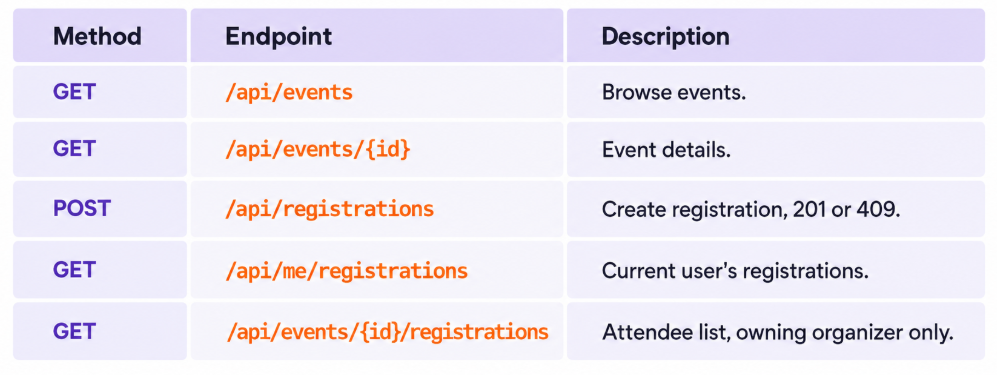 Method Endpoint Description
GET /api/events Browse events.
GET /api/events/{id} Event details.
POST /api/registrations Create registration, 201 or 409.
GET /api/me/registrations Current user's registrations.
GET /api/events/{id}/registrations Attendee list, owning organizer only.